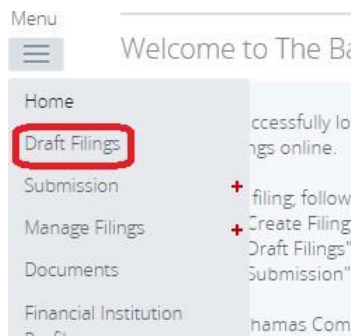 Menu
Welcome to The Ba
Home
Draft Filings
Submission +
Manage Filings +
Documents
Financial Institution
ccessfully lo
ngs online.
filing, follow
Create Filing
Draft Filings"
Submission"
hamas Com